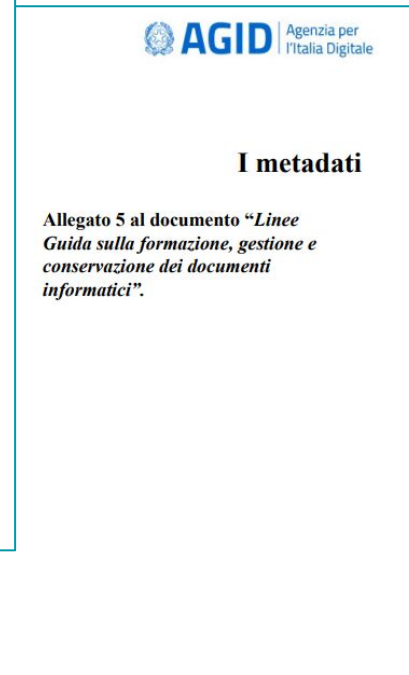 AGID Agenzia per
l'Italia Digitale
I metadati
Allegato 5 al documento “Linee
Guida sulla formazione, gestione e
conservazione dei documenti
informatici”.